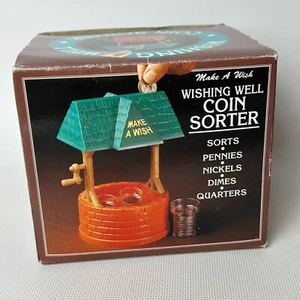 Make A Wish
WISHING WELL
COIN
SORTER
SORTS
•
PENNIES
•
NICKELS
•
DIMES
•
QUARTERS
MAKE
A WISH